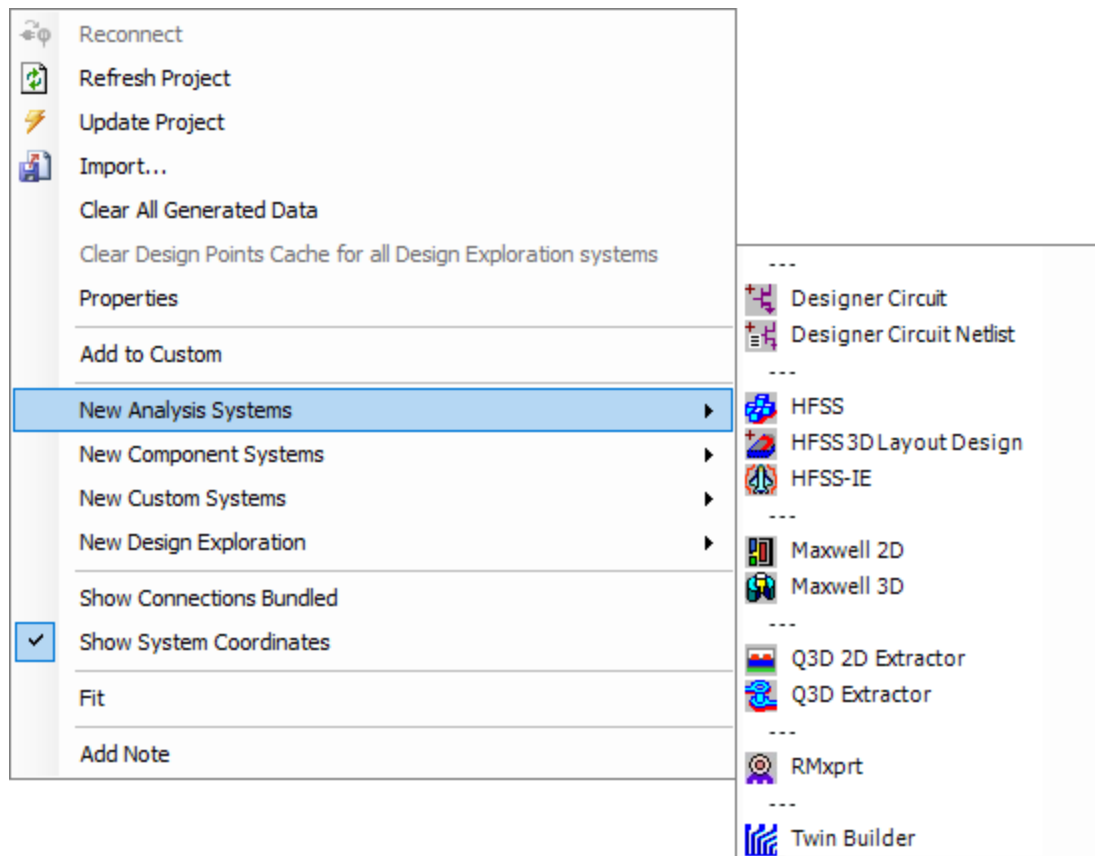 Reconnect
Refresh Project
Update Project
Import...
Clear All Generated Data
Clear Design Points Cache for all Design Exploration systems
Properties
Add to Custom
New Analysis Systems
New Component Systems
New Custom Systems
New Design Exploration
Show Connections Bundled
Show System Coordinates
Fit
Add Note
---
Designer Circuit
Designer Circuit Netlist
---
HFSS
HFSS 3D Layout Design
HFSS-IE
---
Maxwell 2D
Maxwell 3D
---
Q3D 2D Extractor
Q3D Extractor
---
RMxprt
---
Twin Builder